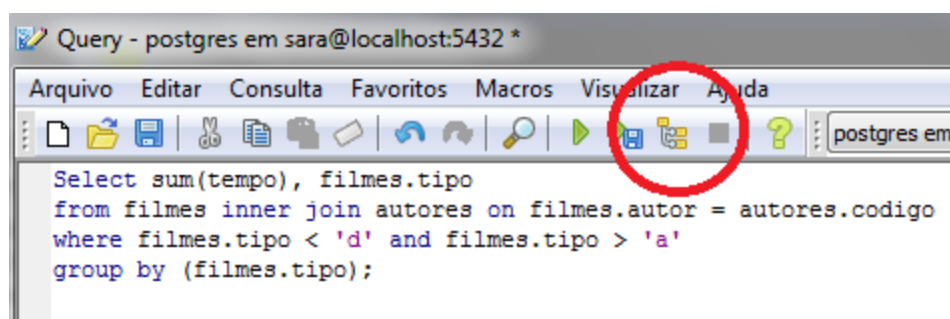 Query - postgres em sara@localhost:5432 *
Arquivo Editar Consulta Favoritos Macros Visualizar Ajuda
postgres em
Select sum(tempo), filmes.tipo
from filmes inner join autores on filmes.autor = autores.codigo
where filmes.tipo < 'd' and filmes.tipo > 'a'
group by (filmes.tipo);